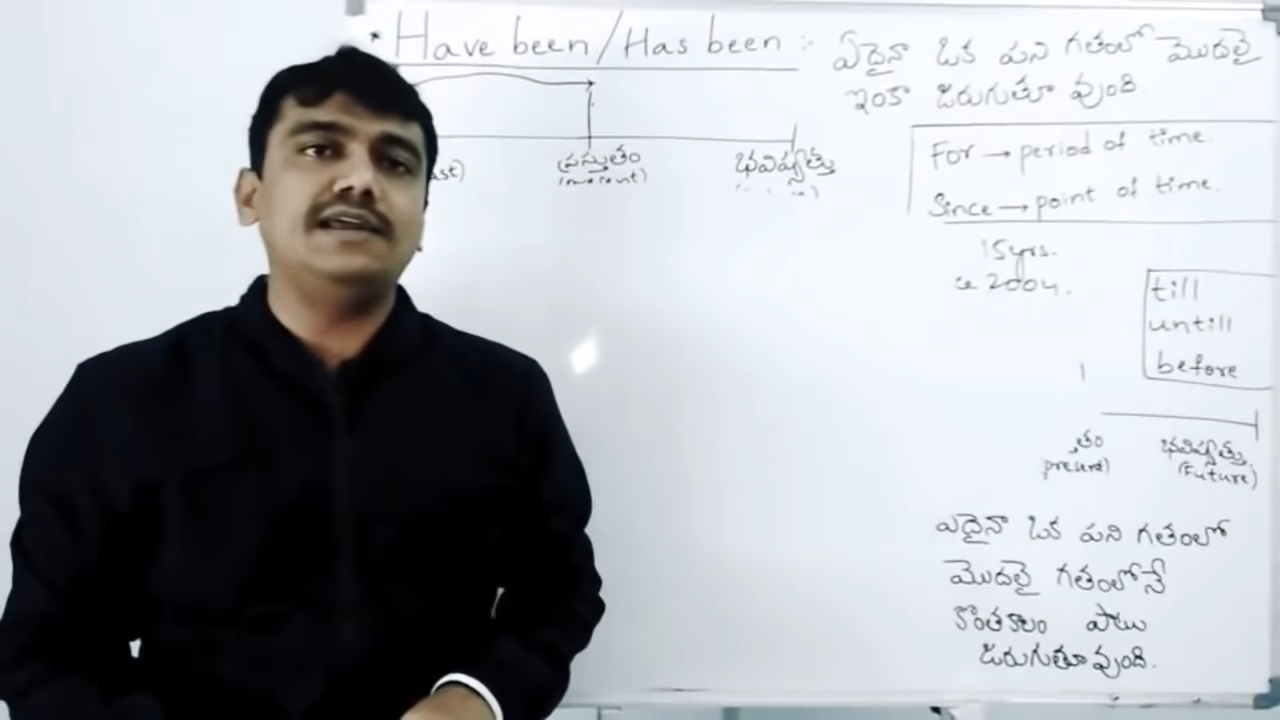 * Have been / Has been :- ఏదైనా ఒక పని గతంలో మొదలై
ఇంకా జరుగుతూ వుంది.
ప్రస్తుతం భవిష్యత్తు
For → period of time.
Since → point of time.
15yrs.
2004.
till
untill
before
తం భవిష్యత్తు
present) (Future)
ఎదైనా ఒక పని గతంలో
మొదలై గతంలోనే
కొంతకాలం పాటు
జరుగుతూ వుంది.